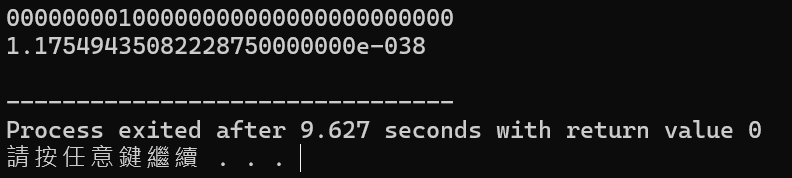 00000000100000000000000000000000
1.17549435082228750000000e-038
--------------------------------
Process exited after 9.627 seconds with return value 0
請按任意鍵繼續 . . .